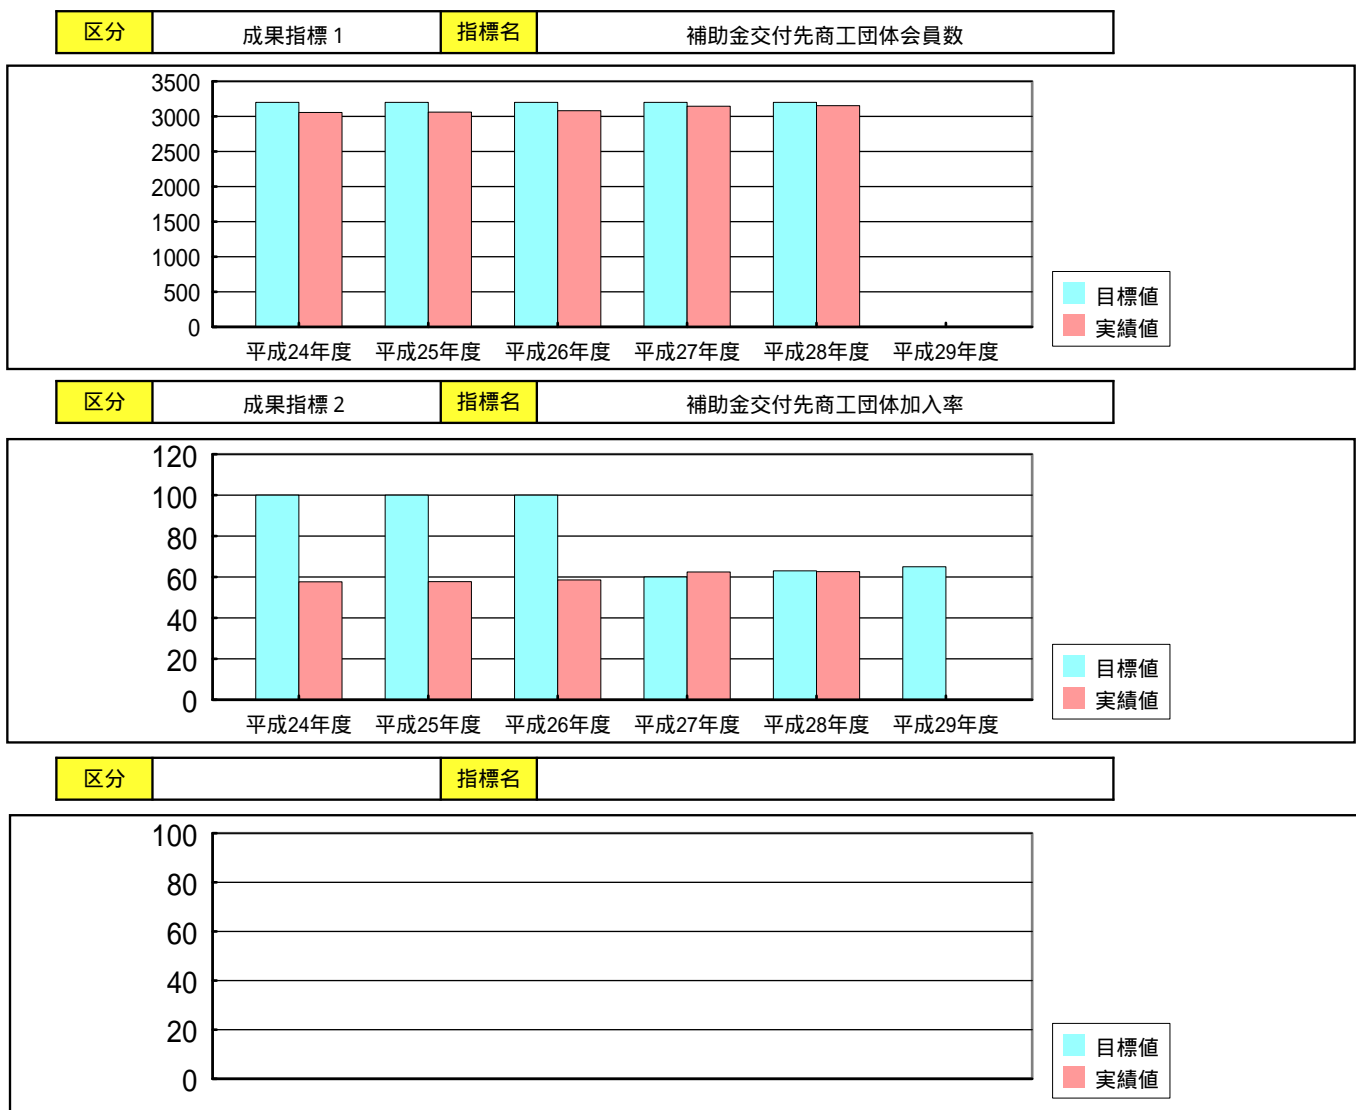 区分 成果指標1 指標名 補助金交付先商工団体会員数
3500
3000
2500
2000
1500
1000
500
0
平成24年度 平成25年度 平成26年度 平成27年度 平成28年度 平成29年度
目標値
実績値
区分 成果指標2 指標名 補助金交付先商工団体加入率
120
100
80
60
40
20
0
平成24年度 平成25年度 平成26年度 平成27年度 平成28年度 平成29年度
目標値
実績値
区分 指標名
100
80
60
40
20
0
目標値
実績値